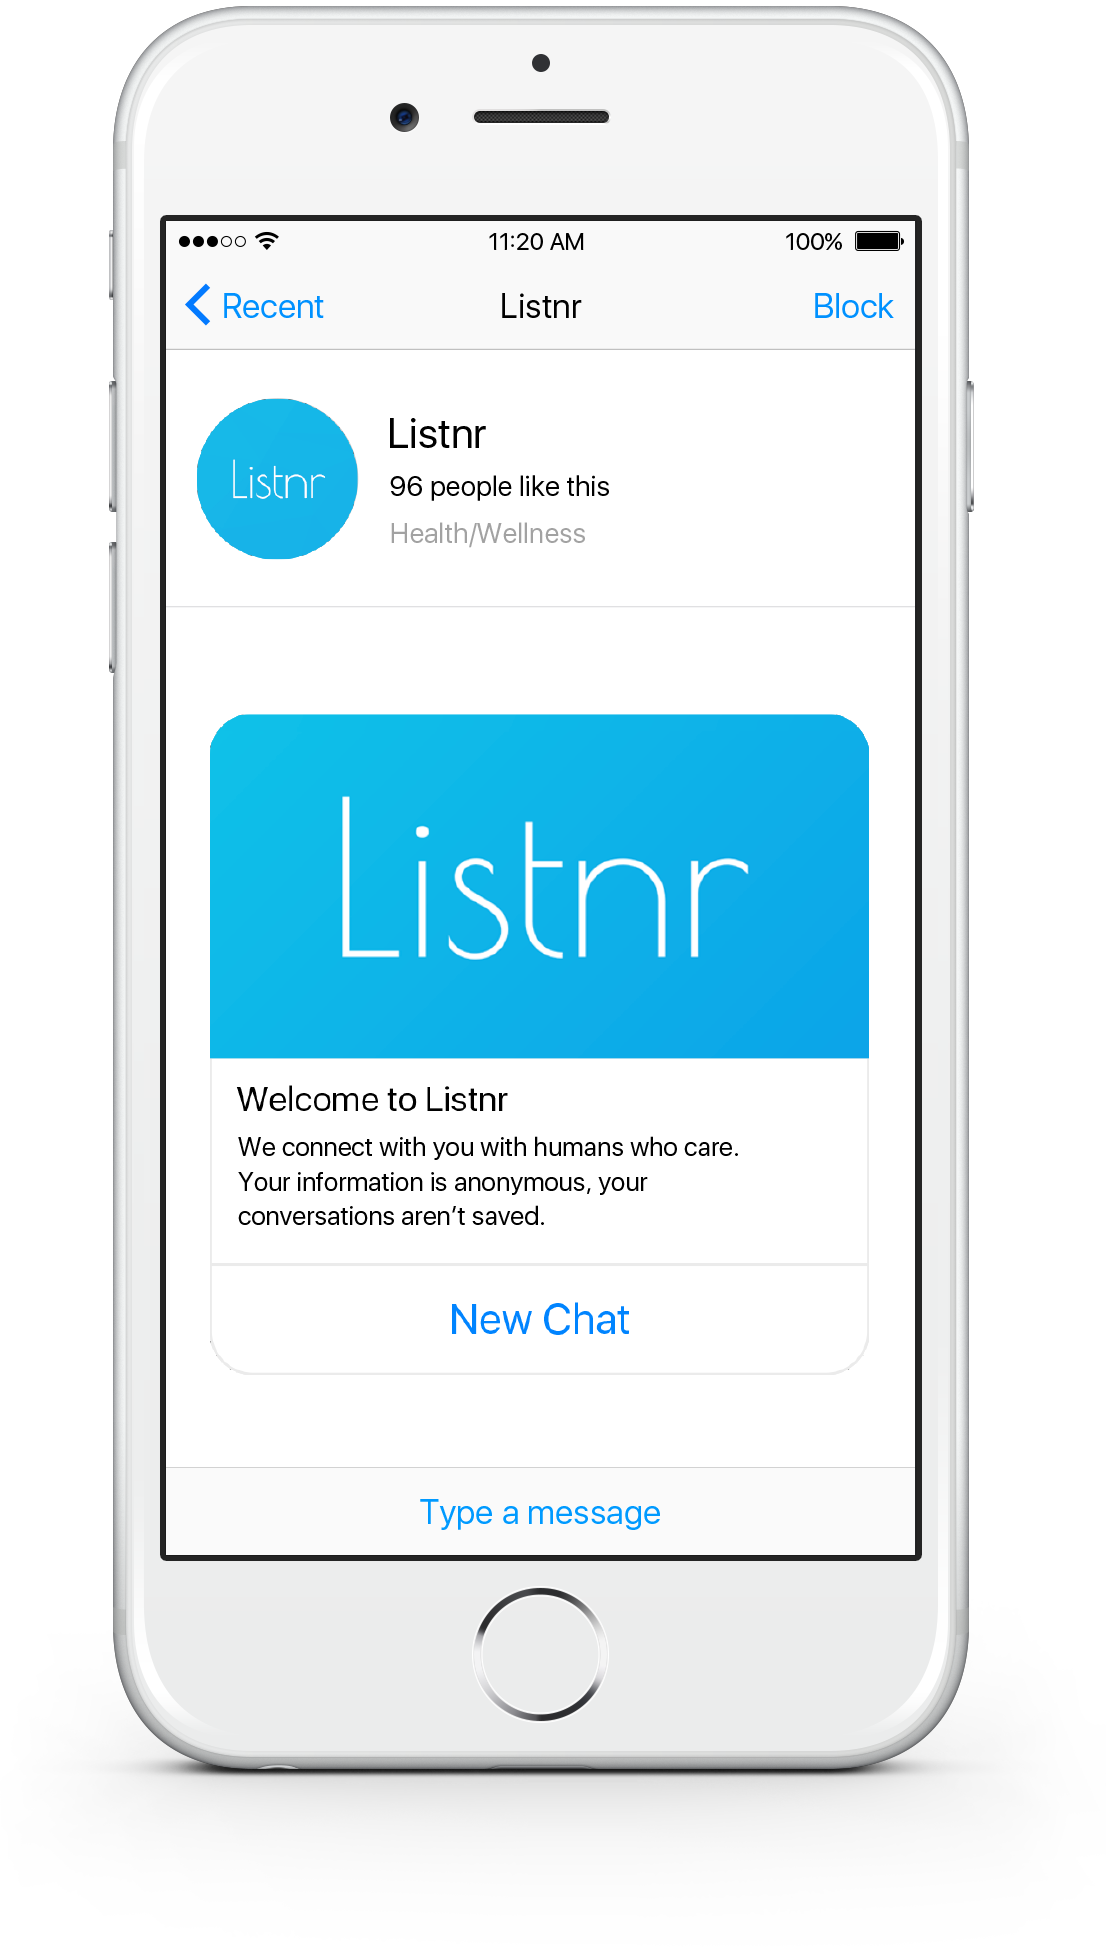 11:20 AM
100%
Recent
Listnr
Block
Listnr
Listnr
96 people like this
Health/Wellness
Listnr
Welcome to Listnr
We connect with you with humans who care.
Your information is anonymous, your
conversations aren’t saved.
New Chat
Type a message